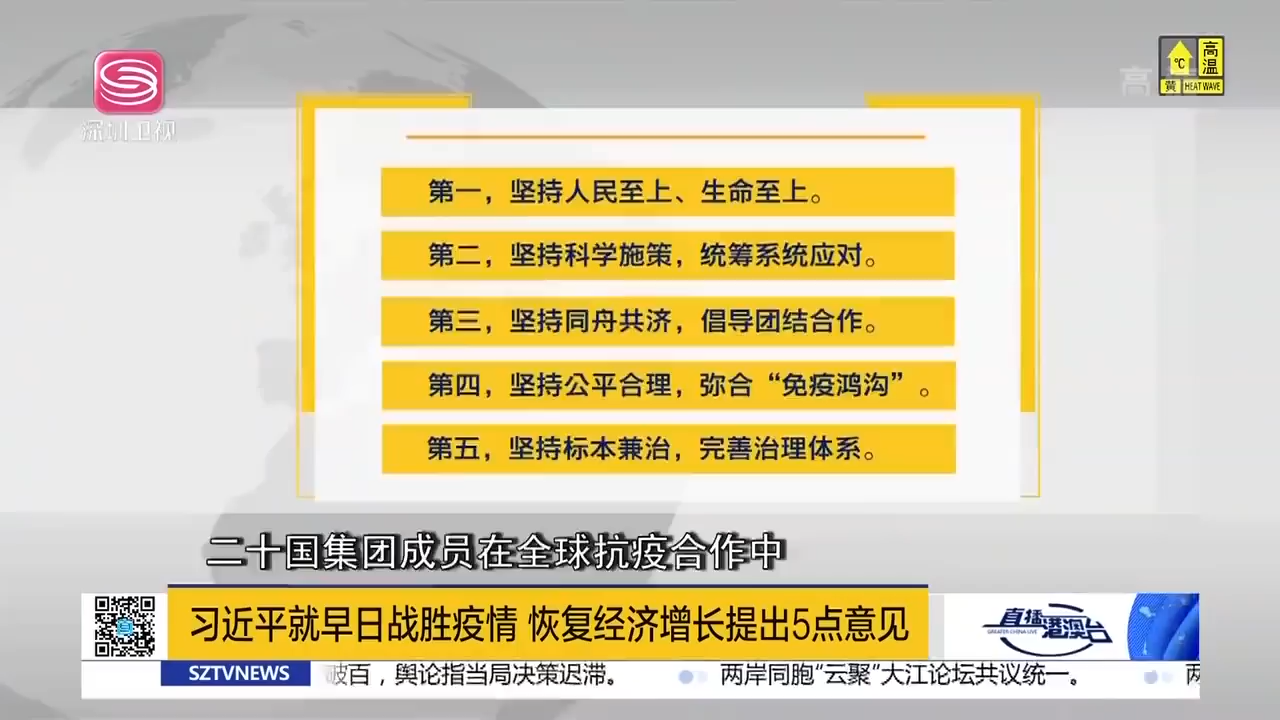 深圳卫视
高
高温
℃
黄 HEAT WAVE
第一，坚持人民至上、生命至上。
第二，坚持科学施策，统筹系统应对。
第三，坚持同舟共济，倡导团结合作。
第四，坚持公平合理，弥合“免疫鸿沟”。
第五，坚持标本兼治，完善治理体系。
二十国集团成员在全球抗疫合作中
习近平就早日战胜疫情 恢复经济增长提出5点意见
直播港澳台
GREATER CHINA LIVE
SZTVNEWS
破百，舆论指当局决策迟滞。 两岸同胞“云聚”大江论坛共议统一。 两